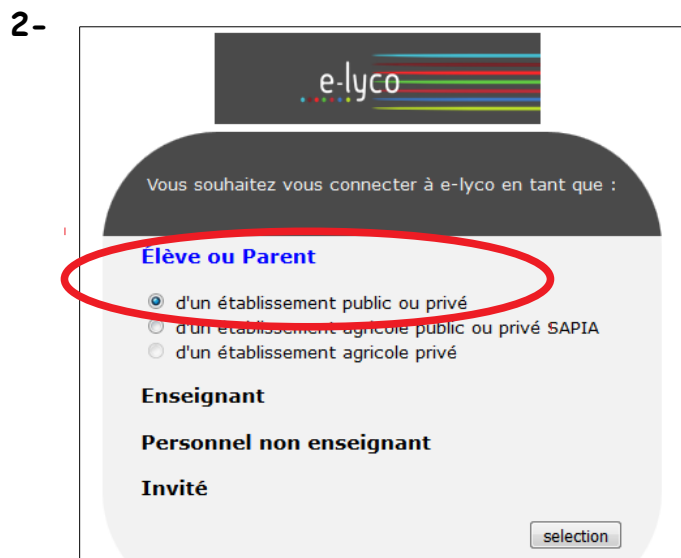 2-
e-lyco
Vous souhaitez vous connecter à e-lyco en tant que :
Élève ou Parent
d'un établissement public ou privé
d'un établissement agricole public ou privé SAPIA
d'un établissement agricole privé
Enseignant
Personnel non enseignant
Invité
selection